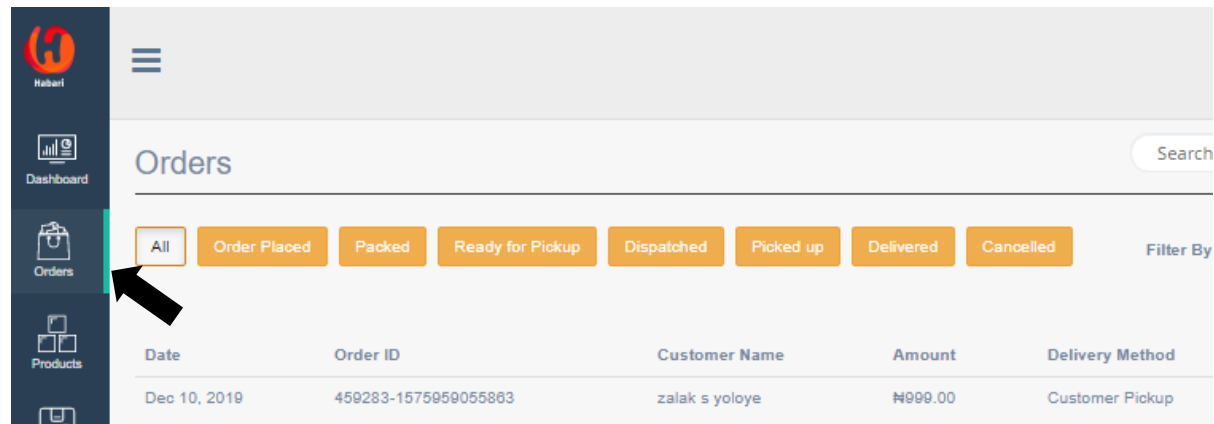 Habari
Dashboard
Orders
Products
Orders
Search
All
Order Placed
Packed
Ready for Pickup
Dispatched
Picked up
Delivered
Cancelled
Filter By
Date Order ID Customer Name Amount Delivery Method
Dec 10, 2019 459283-1575959055863 zalak s yoloye ₦999.00 Customer Pickup